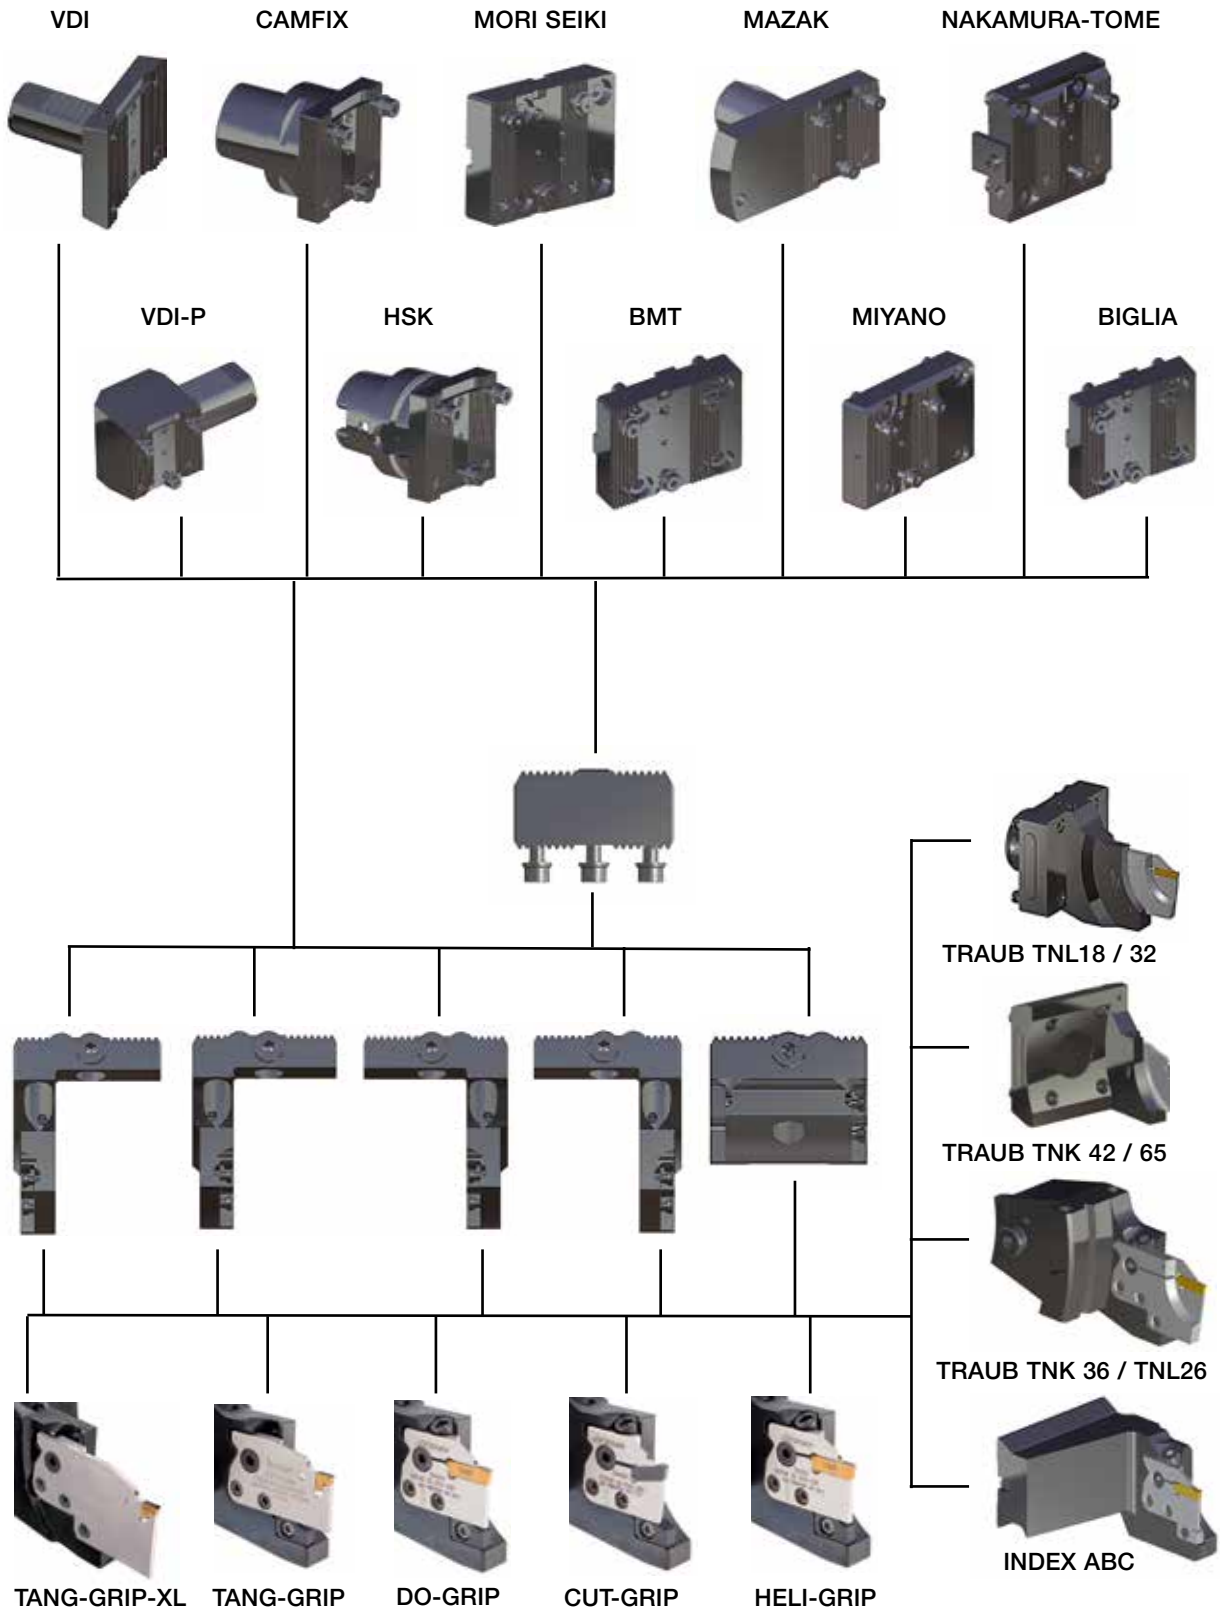 VDI CAMFIX MORI SEIKI MAZAK NAKAMURA-TOME
VDI-P HSK BMT MIYANO BIGLIA
TRAUB TNL18 / 32
TRAUB TNK 42 / 65
TRAUB TNK 36 / TNL26
INDEX ABC
TANG-GRIP-XL TANG-GRIP DO-GRIP CUT-GRIP HELI-GRIP